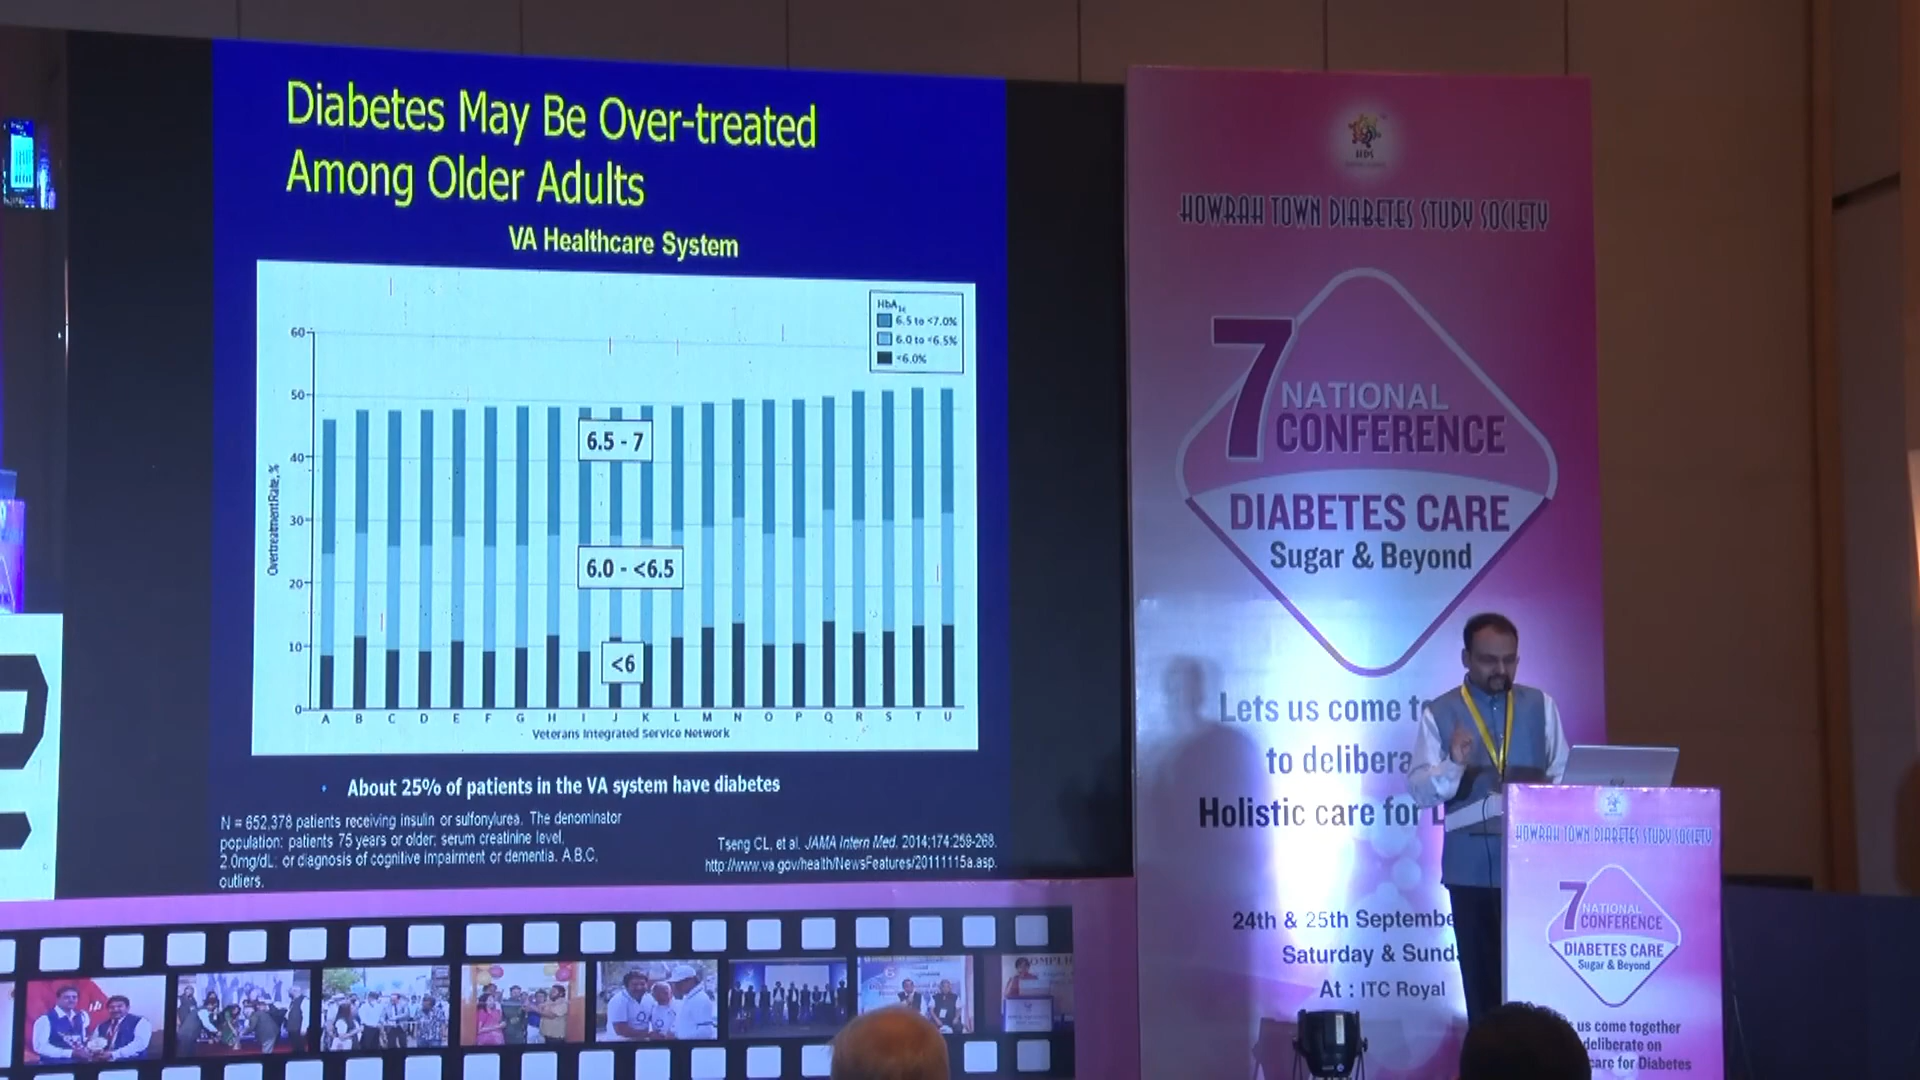 Diabetes May Be Over-treated
Among Older Adults
VA Healthcare System
HbA1c
6.5 to <7.0%
6.0 to <6.5%
<6.0%
60
50
40
30
20
10
0
Overtreatment Rate, %
6.5 - 7
6.0 - <6.5
<6
A B C D E F G H I J K L M N O P Q R S T U
Veterans Integrated Service Network
About 25% of patients in the VA system have diabetes
N = 652,378 patients receiving insulin or sulfonylurea. The denominator
population: patients 75 years or older; serum creatinine level,
2.0mg/dL; or diagnosis of cognitive impairment or dementia. A.B.C.
outliers.
Tseng CL, et al. JAMA Intern Med. 2014;174:259-268.
http://www.va.gov/health/NewsFeatures/20111115a.asp.
HOWRAH TOWN DIABETES STUDY SOCIETY
7 NATIONAL
CONFERENCE
DIABETES CARE
Sugar & Beyond
Lets us come
to delibera
Holistic care for
24th & 25th Septembe
Saturday & Sund
At : ITC Royal
HOWRAH TOWN DIABETES STUDY SOCIETY
7 NATIONAL
CONFERENCE
DIABETES CARE
Sugar & Beyond
us come together
deliberate on
care for Diabetes